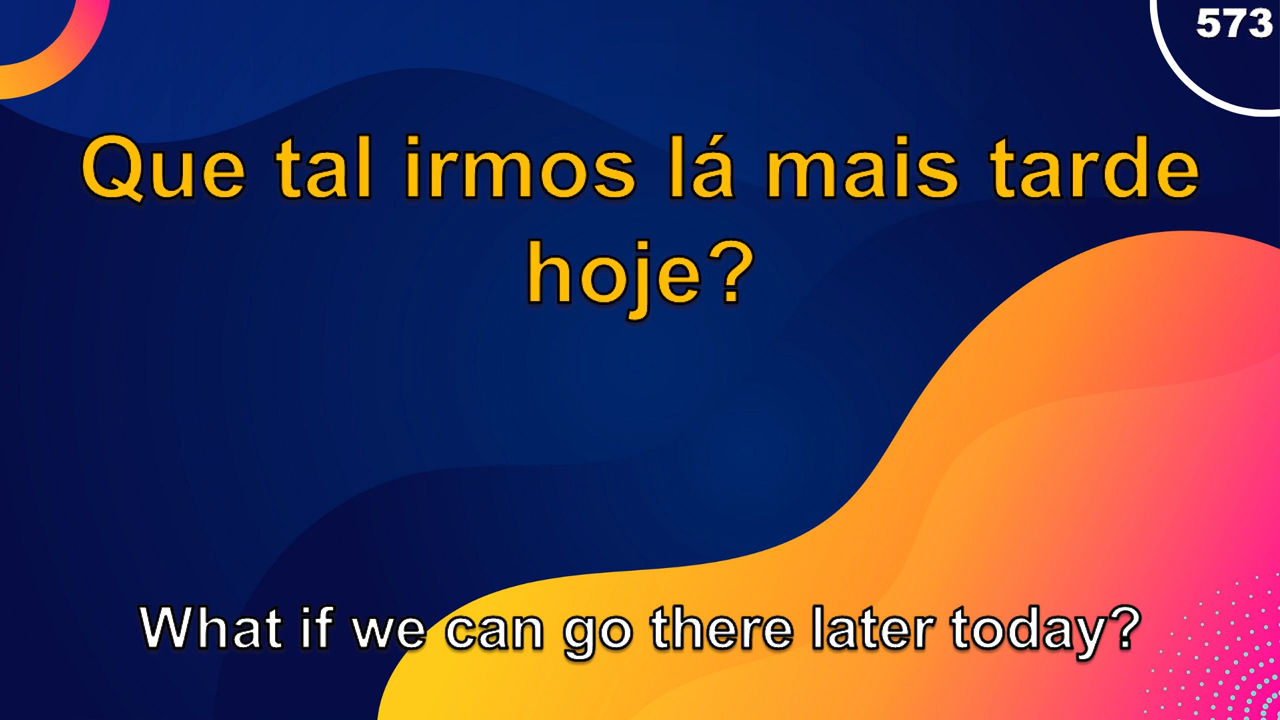 573
Que tal irmos lá mais tarde
hoje?
What if we can go there later today?